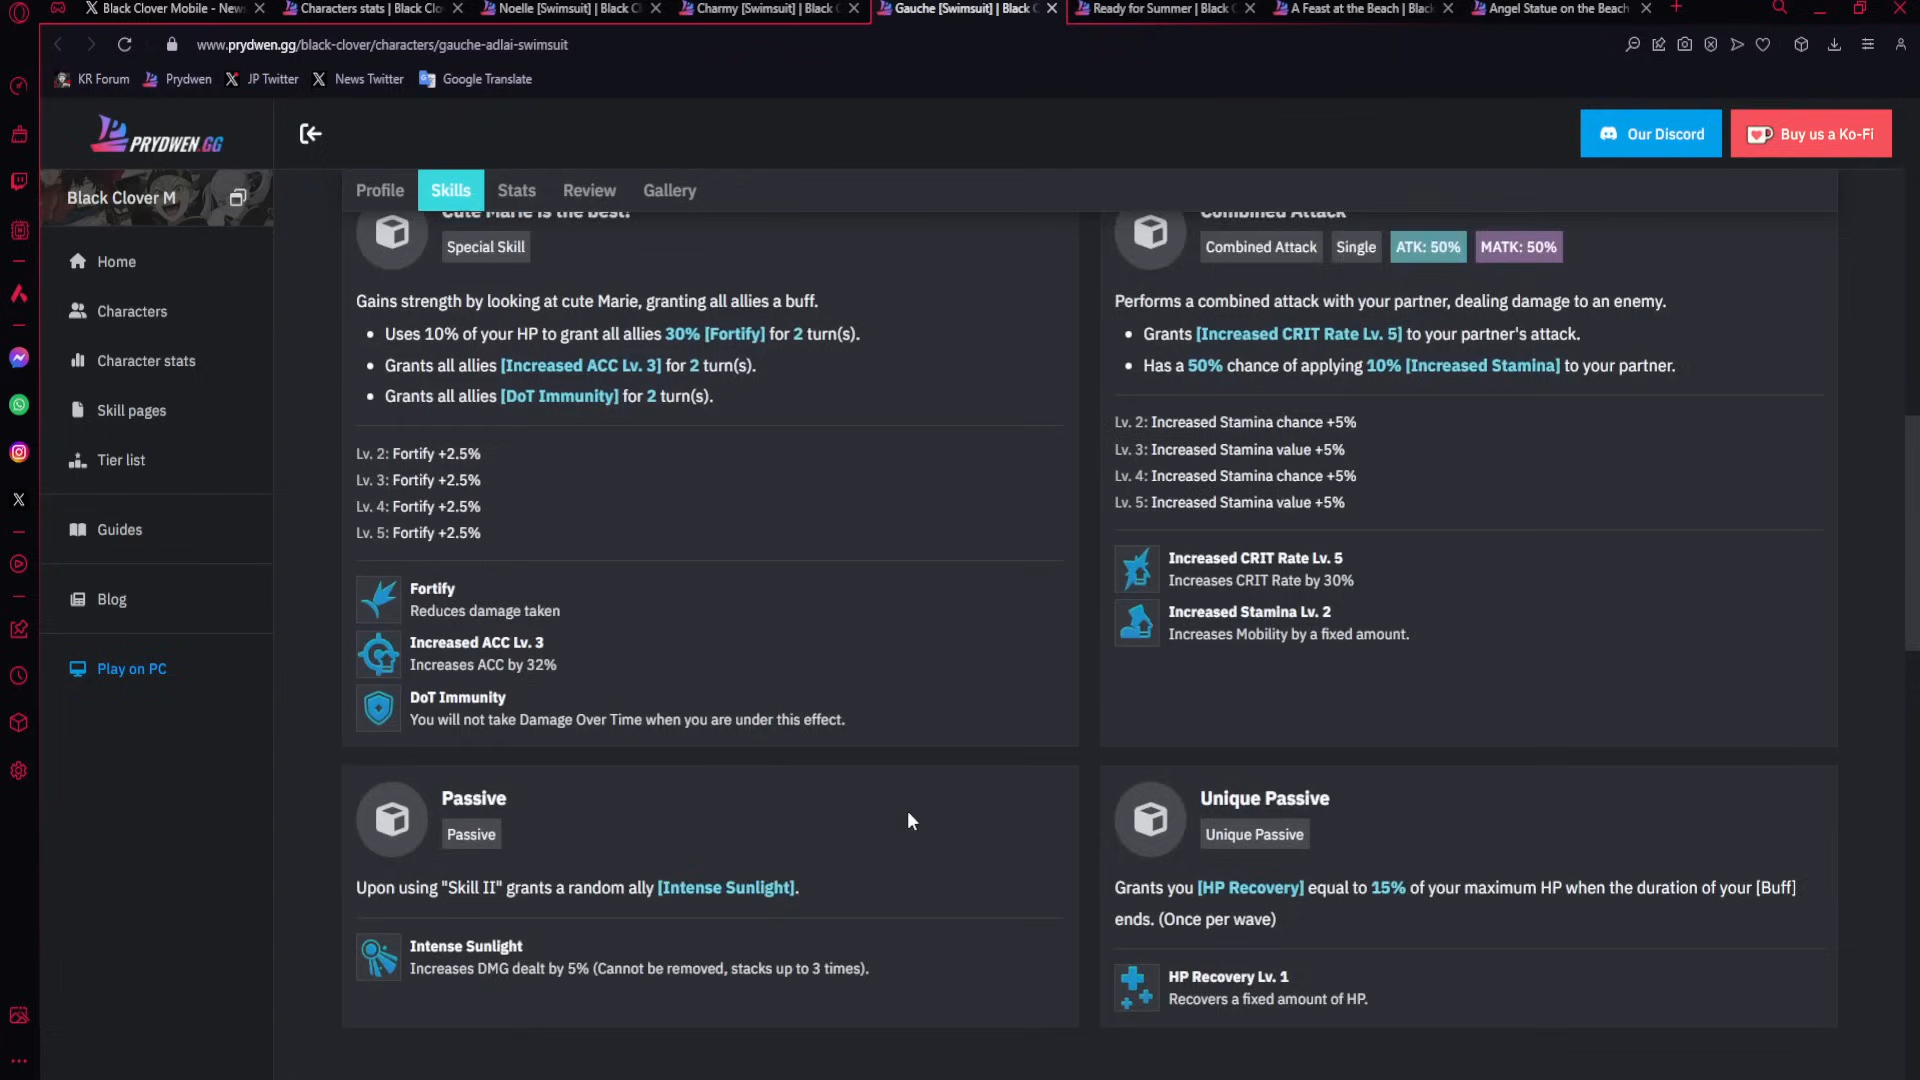 Black Clover Mobile - New
Characters stats | Black Clo
Noelle [Swimsuit] | Black C
Charmy [Swimsuit] | Black
Gauche [Swimsuit] | Black
Ready for Summer | Black
A Feast at the Beach | Black
Angel Statue on the Beach
www.prydwen.gg/black-clover/characters/gauche-adlai-swimsuit
KR Forum
Prydwen
JP Twitter
News Twitter
Google Translate
PRYDWEN.GG
Our Discord
Buy us a Ko-Fi
Black Clover M
Home
Characters
Character stats
Skill pages
Tier list
Guides
Blog
Play on PC
Profile Skills Stats Review Gallery
Cute Marie is the best!
Special Skill
Gains strength by looking at cute Marie, granting all allies a buff.
• Uses 10% of your HP to grant all allies 30% [Fortify] for 2 turn(s).
• Grants all allies [Increased ACC Lv. 3] for 2 turn(s).
• Grants all allies [DoT Immunity] for 2 turn(s).
Lv. 2: Fortify +2.5%
Lv. 3: Fortify +2.5%
Lv. 4: Fortify +2.5%
Lv. 5: Fortify +2.5%
Fortify
Reduces damage taken
Increased ACC Lv. 3
Increases ACC by 32%
DoT Immunity
You will not take Damage Over Time when you are under this effect.
Combined Attack
Combined Attack Single ATK: 50% MATK: 50%
Performs a combined attack with your partner, dealing damage to an enemy.
• Grants [Increased CRIT Rate Lv. 5] to your partner's attack.
• Has a 50% chance of applying 10% [Increased Stamina] to your partner.
Lv. 2: Increased Stamina chance +5%
Lv. 3: Increased Stamina value +5%
Lv. 4: Increased Stamina chance +5%
Lv. 5: Increased Stamina value +5%
Increased CRIT Rate Lv. 5
Increases CRIT Rate by 30%
Increased Stamina Lv. 2
Increases Mobility by a fixed amount.
Passive
Passive
Upon using "Skill II" grants a random ally [Intense Sunlight].
Intense Sunlight
Increases DMG dealt by 5% (Cannot be removed, stacks up to 3 times).
Unique Passive
Unique Passive
Grants you [HP Recovery] equal to 15% of your maximum HP when the duration of your [Buff]
ends. (Once per wave)
HP Recovery Lv. 1
Recovers a fixed amount of HP.